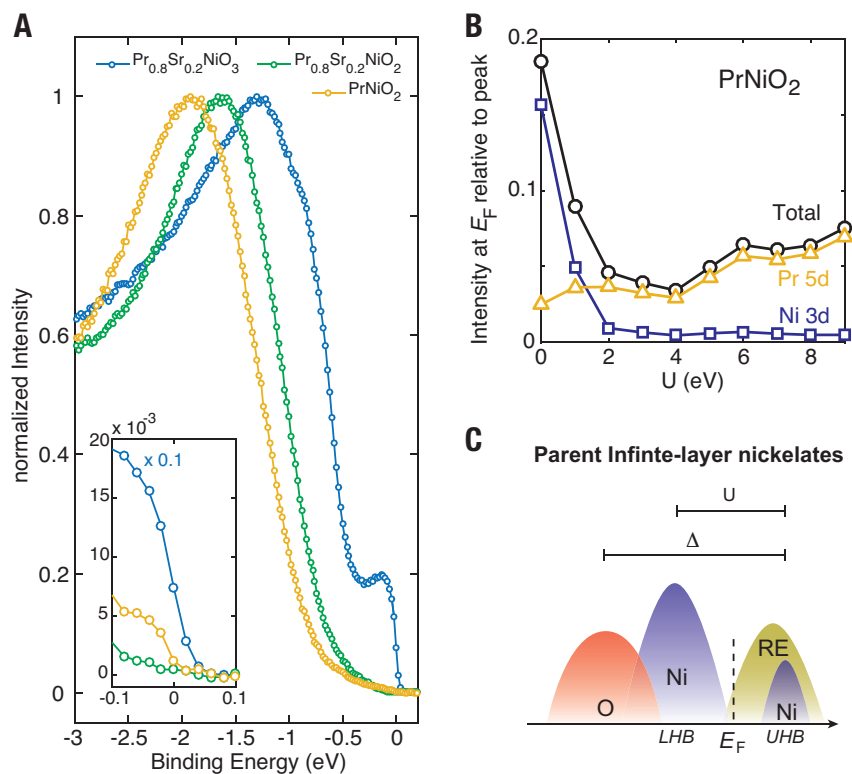 A
Pr0.8Sr0.2NiO3
Pr0.8Sr0.2NiO2
PrNiO2
1
0.8
0.6
0.4
0.2
0
normalized Intensity
-3
-2.5
-2
-1.5
-1
-0.5
0
Binding Energy (eV)
x 10-3
20
15
10
5
0
x 0.1
-0.1
0
0.1
B
PrNiO2
0.2
0.1
0
Intensity at EF relative to peak
Total
Pr 5d
Ni 3d
0
2
4
6
8
U (eV)
C
Parent Infinte-layer nickelates
U
Δ
O
Ni
RE
Ni
LHB
EF
UHB